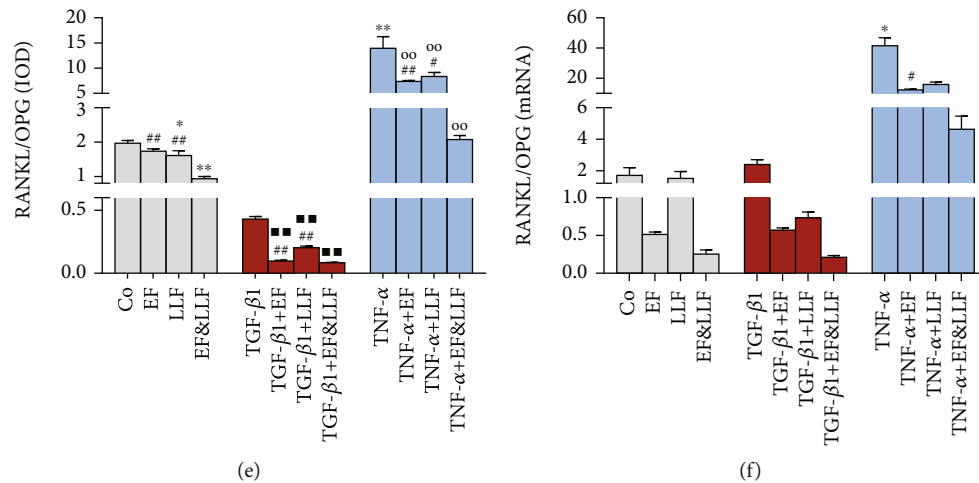 RANKL/OPG (IOD)
20
15
10
5
3
2
1
0.5
0.0
##
*
##
**
■■
##
■■
##
■■
**
oo
##
oo
#
oo
Co
EF
LLF
EF&LLF
TGF-β1
TGF-β1+EF
TGF-β1+LLF
TGF-β1+EF&LLF
TNF-α
TNF-α+EF
TNF-α+LLF
TNF-α+EF&LLF
(e)
RANKL/OPG (mRNA)
60
40
20
6
4
2
1.0
0.5
0.0
*
#
Co
EF
LLF
EF&LLF
TGF-β1
TGF-β1+EF
TGF-β1+LLF
TGF-β1+EF&LLF
TNF-α
TNF-α+EF
TNF-α+LLF
TNF-α+EF&LLF
(f)